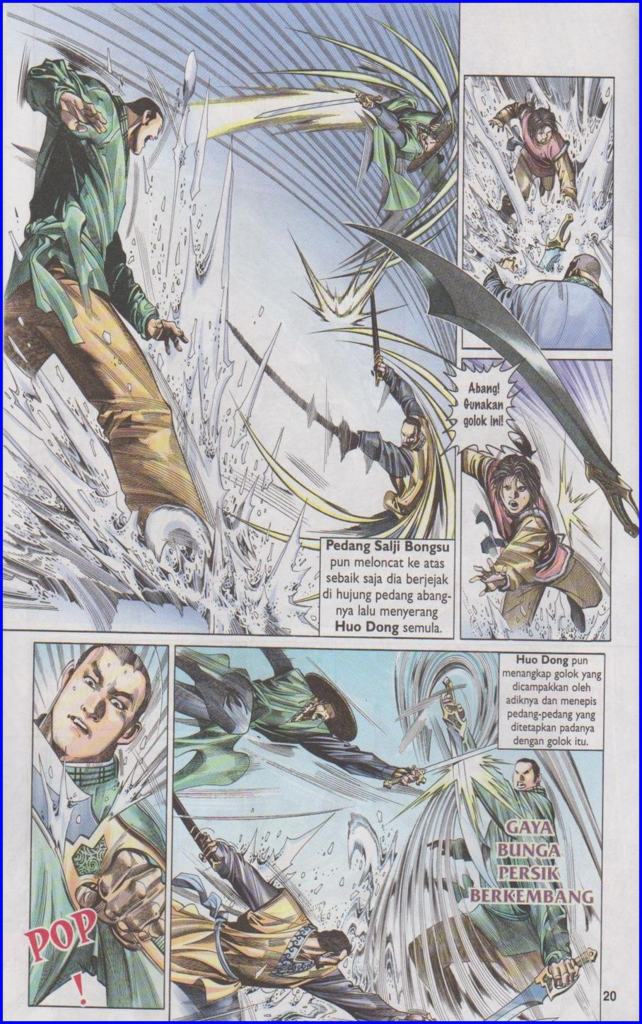 Abang!
Gunakan
golok ini!
Pedang Salji Bongsu
pun meloncat ke atas
sebaik saja dia berjejak
di hujung pedang abang-
nya lalu menyerang
Huo Dong semula.
POP
!
Huo Dong pun
menangkap golok yang
dicampakkan oleh
adiknya dan menepis
pedang-pedang yang
ditetapkan padanya
dengan golok itu.
GAYA
BUNGA
PERSIK
BERKEMBANG
20